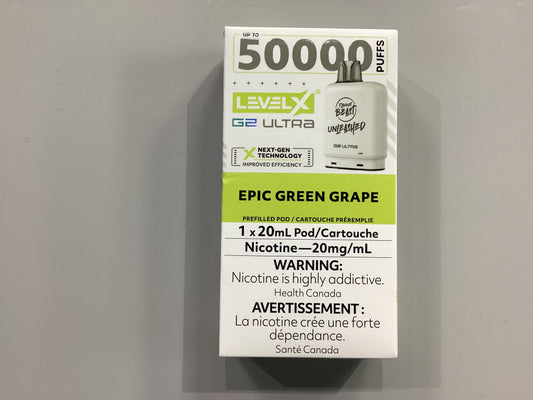 UP TO
50000 PUFFS
LEVEL X®
G2 ULTRA
FLAVOUR
BEAST
UNLEASHED
G2 ULTRA
X NEXT-GEN
TECHNOLOGY
IMPROVED EFFICIENCY
EPIC GREEN GRAPE
PREFILLED POD / CARTOUCHE PRÉREMPLIE
1 x 20mL Pod/Cartouche
Nicotine—20mg/mL
WARNING:
Nicotine is highly addictive.
Health Canada
AVERTISSEMENT :
La nicotine crée une forte
dépendance.
Santé Canada